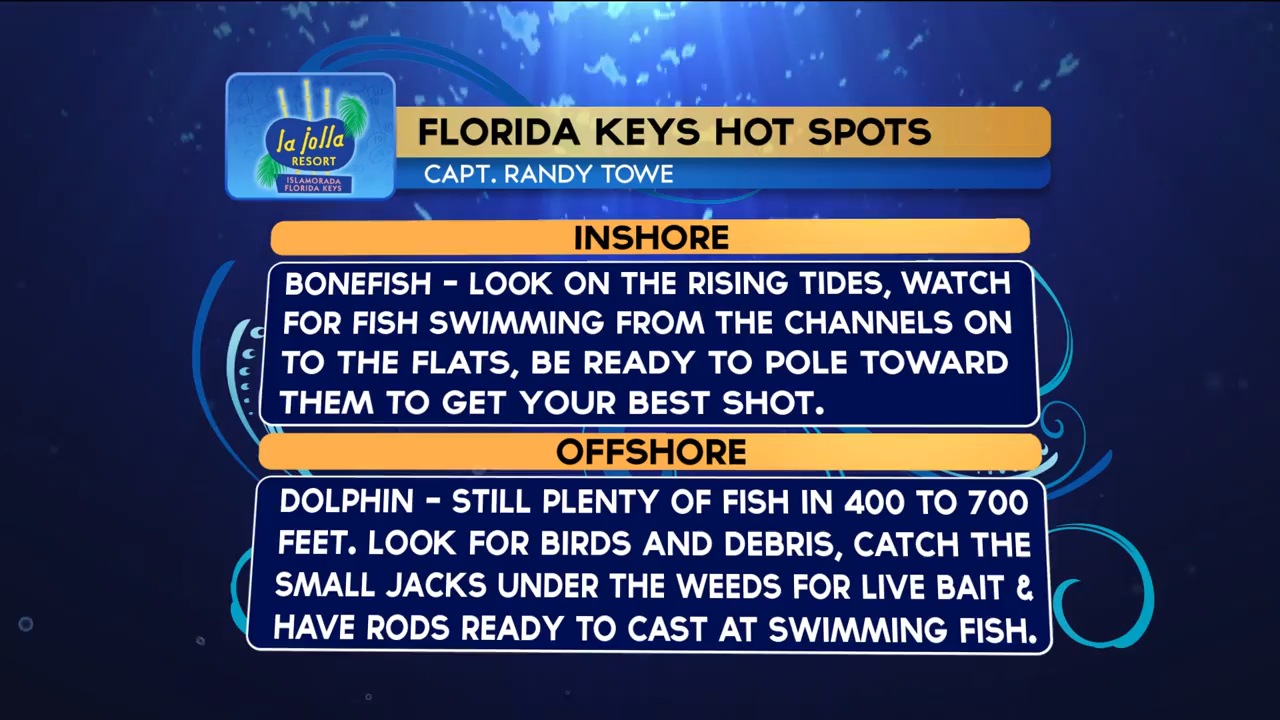 la jolla
RESORT
ISLAMORADA
FLORIDA KEYS
FLORIDA KEYS HOT SPOTS
CAPT. RANDY TOWE
INSHORE
BONEFISH - LOOK ON THE RISING TIDES, WATCH
FOR FISH SWIMMING FROM THE CHANNELS ON
TO THE FLATS, BE READY TO POLE TOWARD
THEM TO GET YOUR BEST SHOT.
OFFSHORE
DOLPHIN - STILL PLENTY OF FISH IN 400 TO 700
FEET. LOOK FOR BIRDS AND DEBRIS, CATCH THE
SMALL JACKS UNDER THE WEEDS FOR LIVE BAIT &
HAVE RODS READY TO CAST AT SWIMMING FISH.